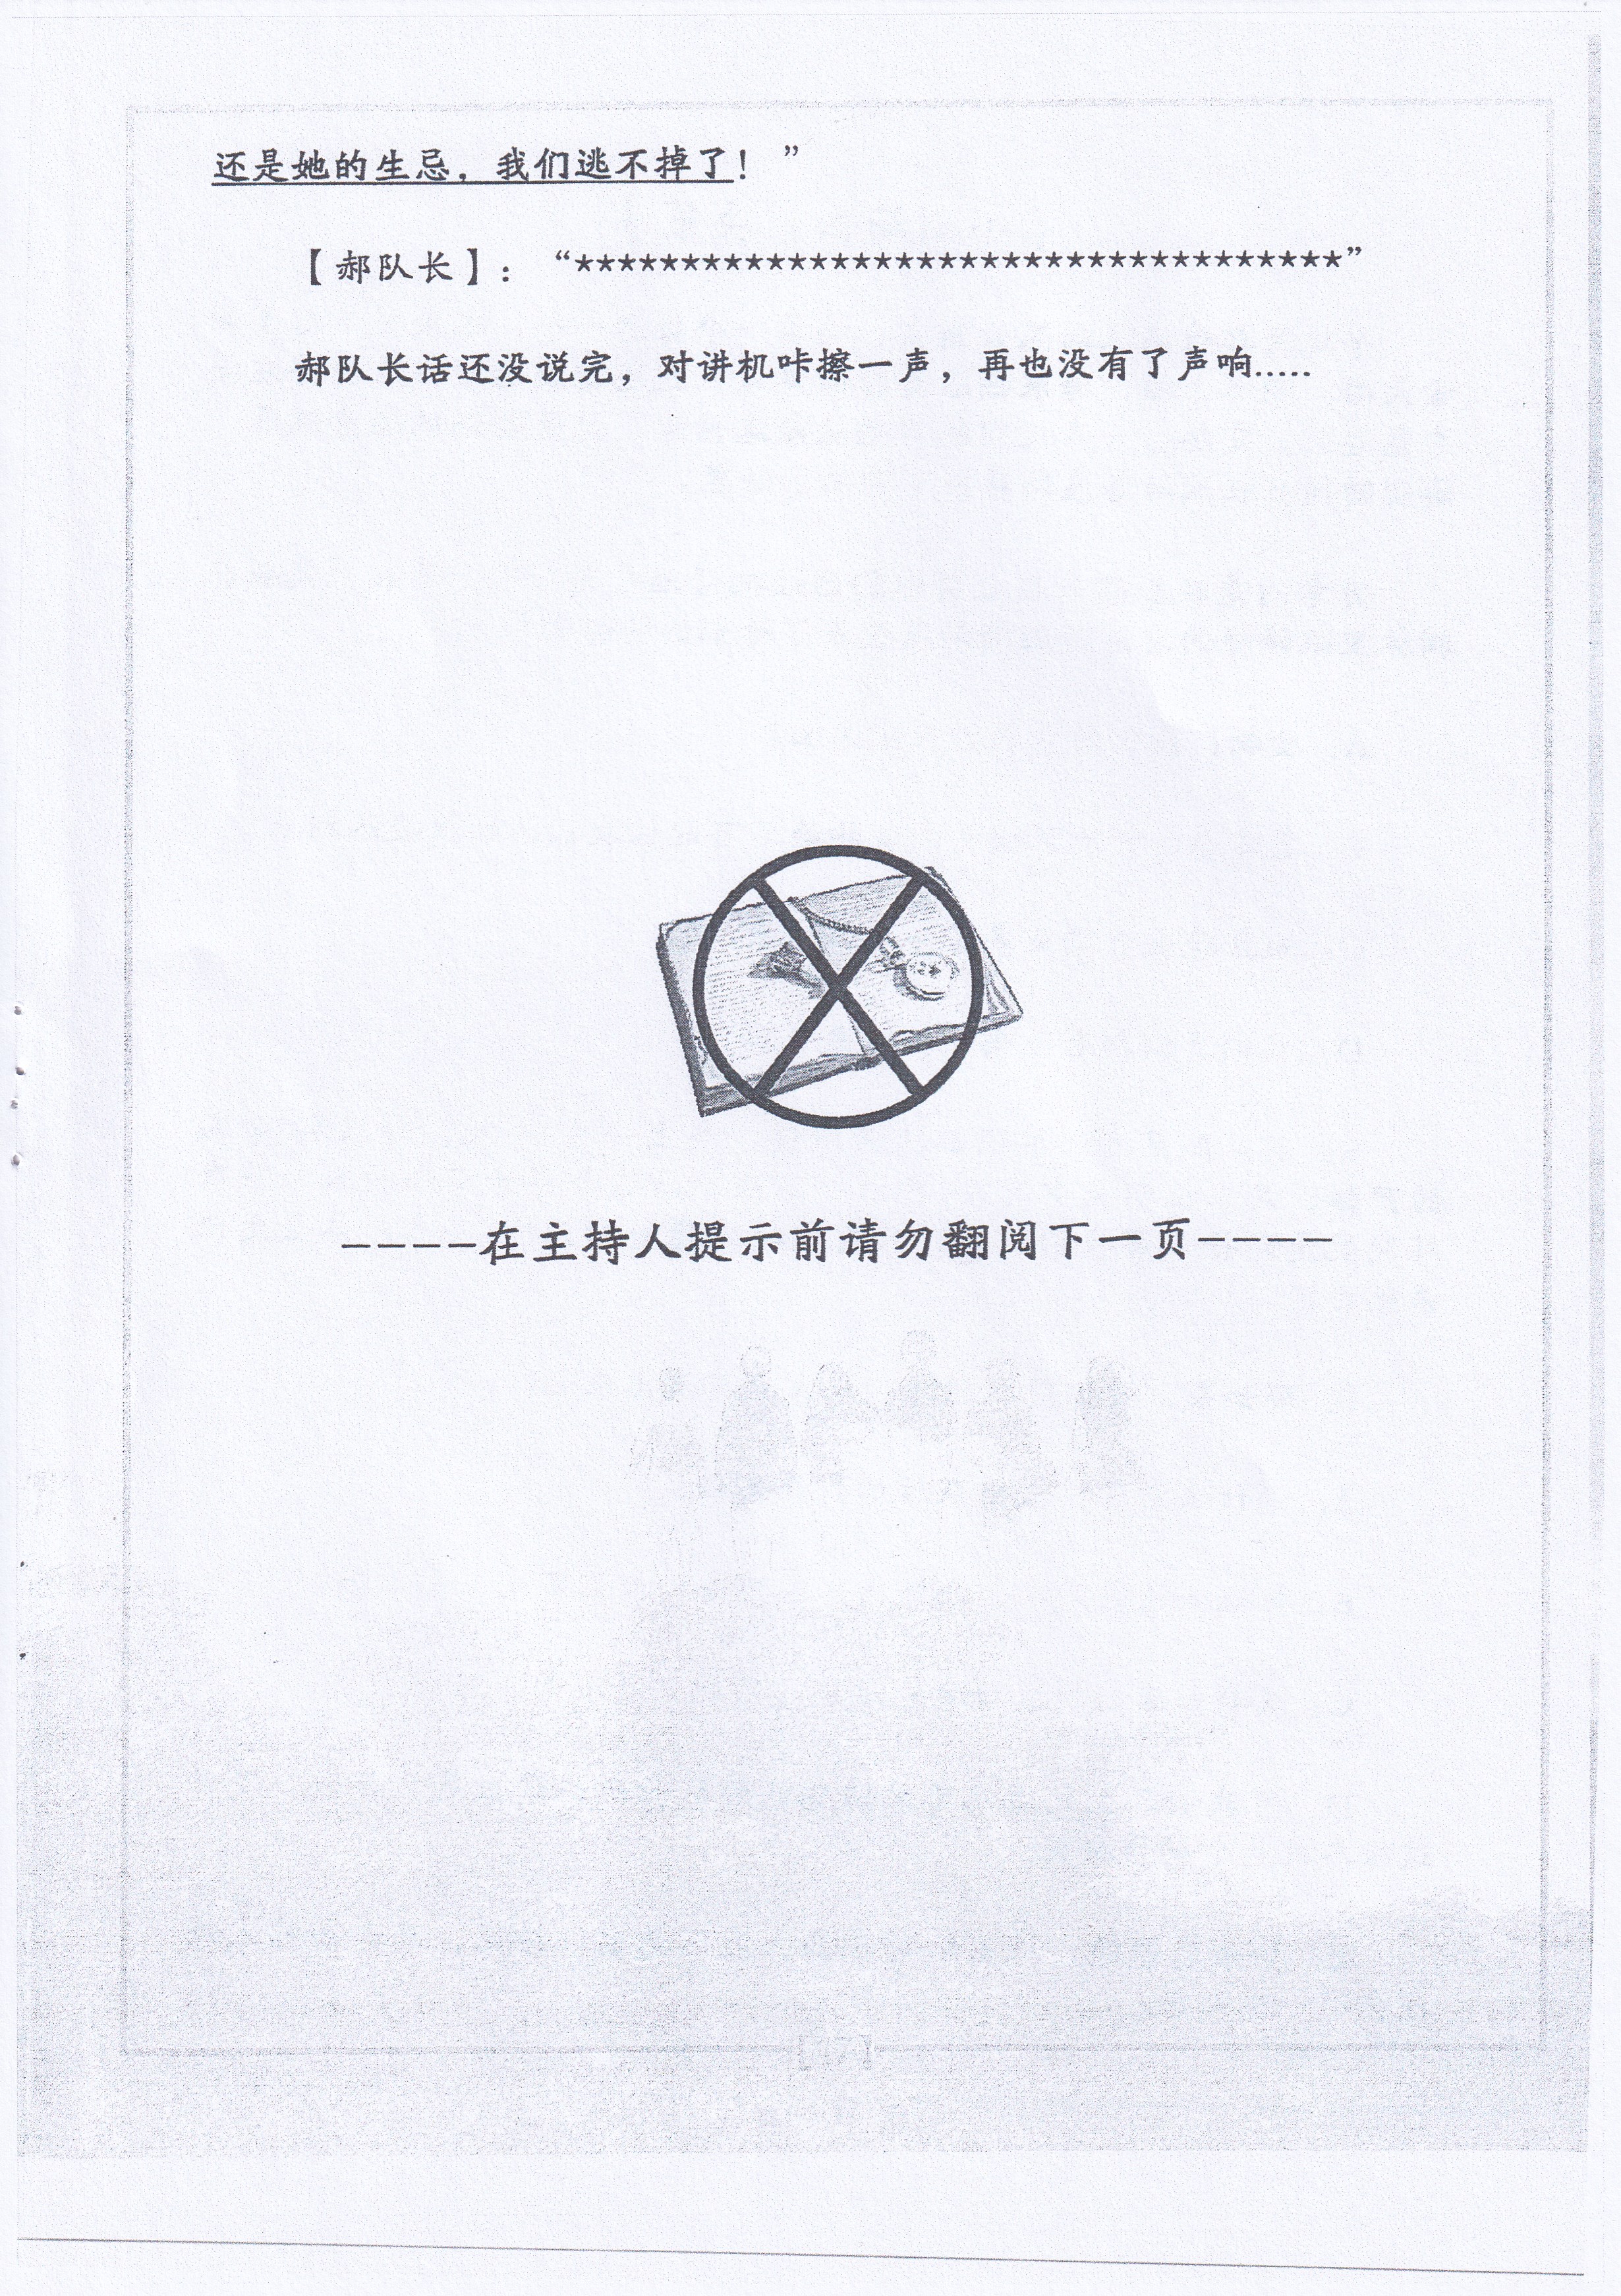 还是她的生忌，我们逃不掉了！”
【郝队长】：“************************************”
郝队长话还没说完，对讲机咔擦一声，再也没有了声响.....
----在主持人提示前请勿翻阅下一页----